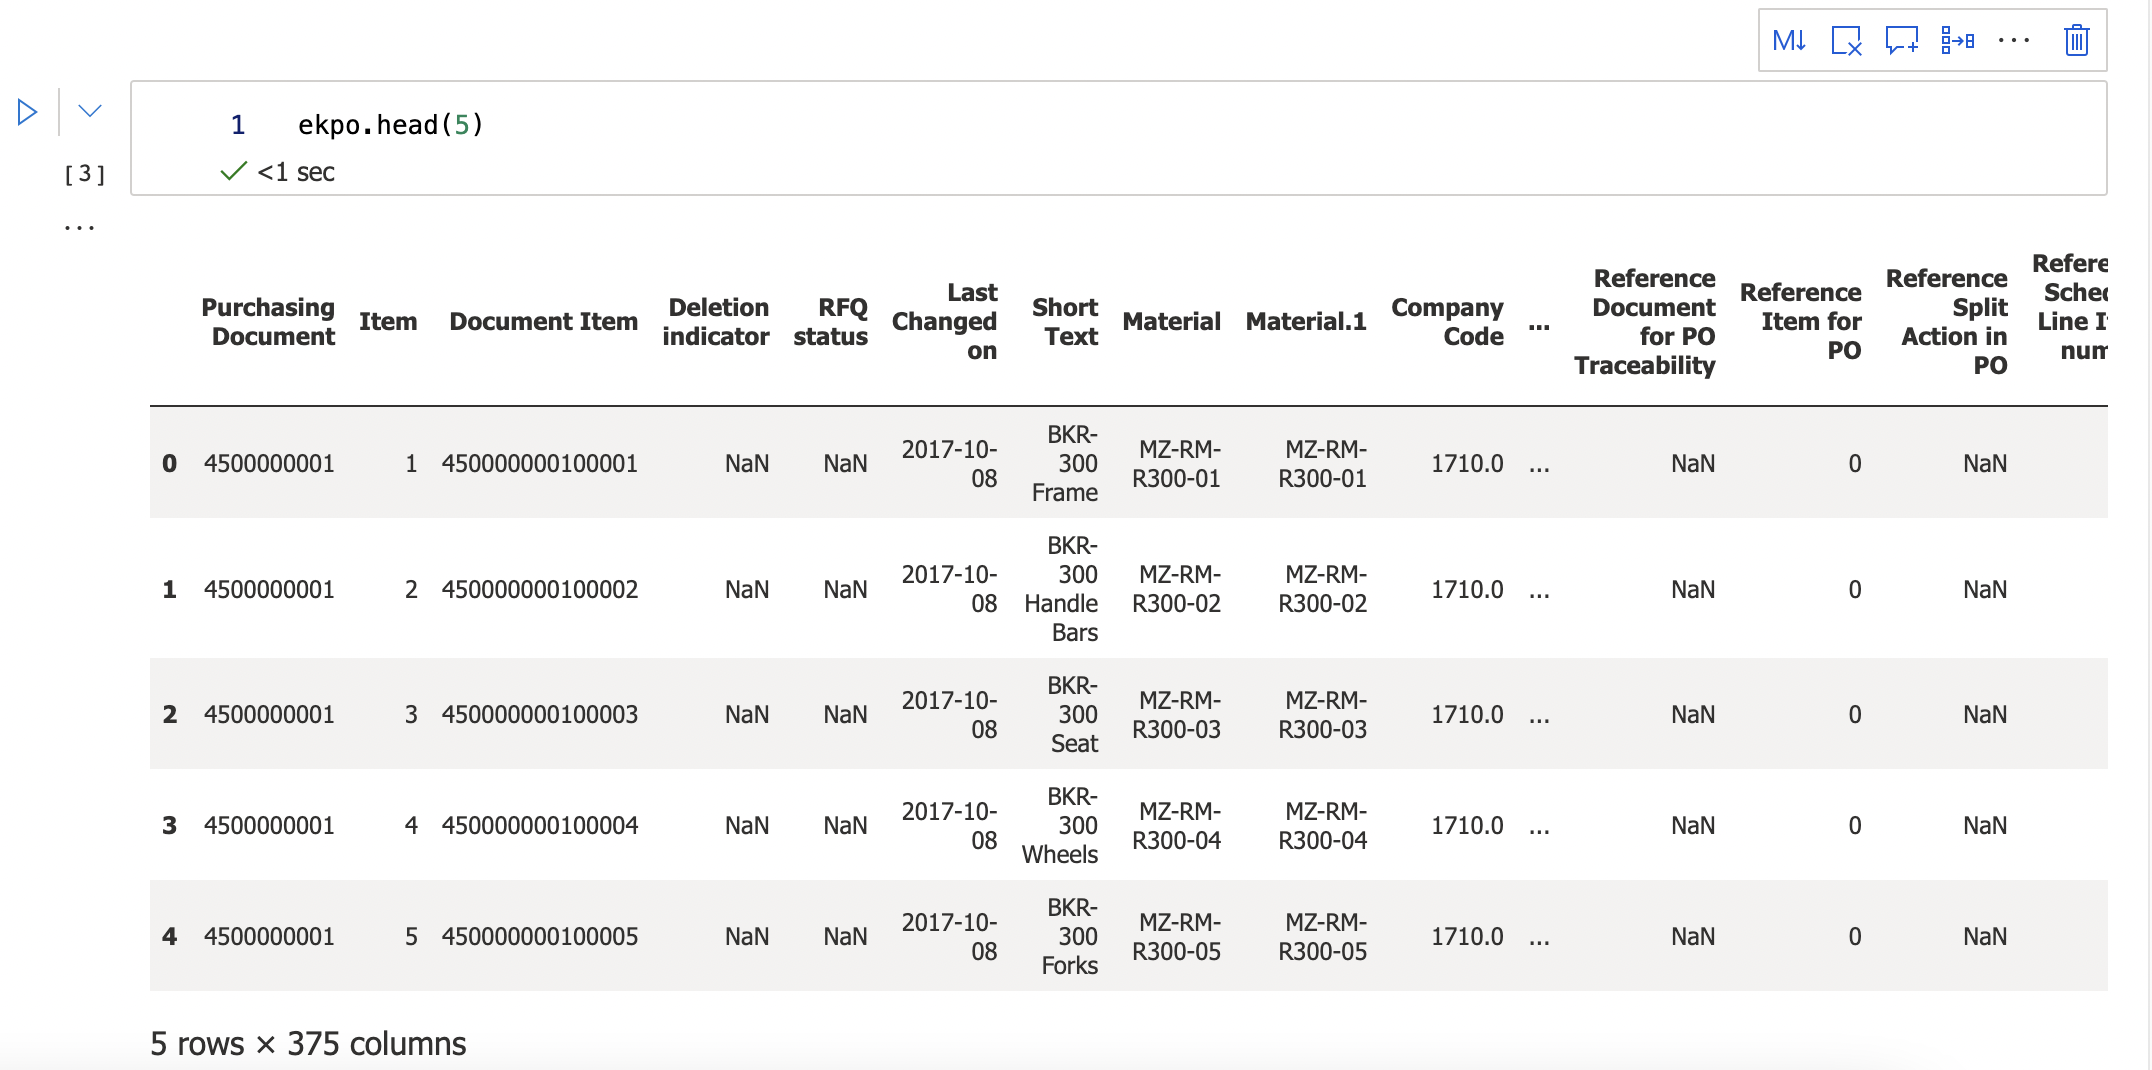 M↓
1 ekpo.head(5)
[3]
<1 sec
...
Purchasing Document Item Document Item Deletion indicator RFQ status Last Changed on Short Text Material Material.1 Company Code ... Reference Document for PO Traceability Reference Item for PO Reference Split Action in PO
0 4500000001 1 450000000100001 NaN NaN 2017-10-08 BKR-300 Frame MZ-RM-R300-01 MZ-RM-R300-01 1710.0 ... NaN 0 NaN
1 4500000001 2 450000000100002 NaN NaN 2017-10-08 BKR-300 Handle Bars MZ-RM-R300-02 MZ-RM-R300-02 1710.0 ... NaN 0 NaN
2 4500000001 3 450000000100003 NaN NaN 2017-10-08 BKR-300 Seat MZ-RM-R300-03 MZ-RM-R300-03 1710.0 ... NaN 0 NaN
3 4500000001 4 450000000100004 NaN NaN 2017-10-08 BKR-300 Wheels MZ-RM-R300-04 MZ-RM-R300-04 1710.0 ... NaN 0 NaN
4 4500000001 5 450000000100005 NaN NaN 2017-10-08 BKR-300 Forks MZ-RM-R300-05 MZ-RM-R300-05 1710.0 ... NaN 0 NaN
5 rows × 375 columns